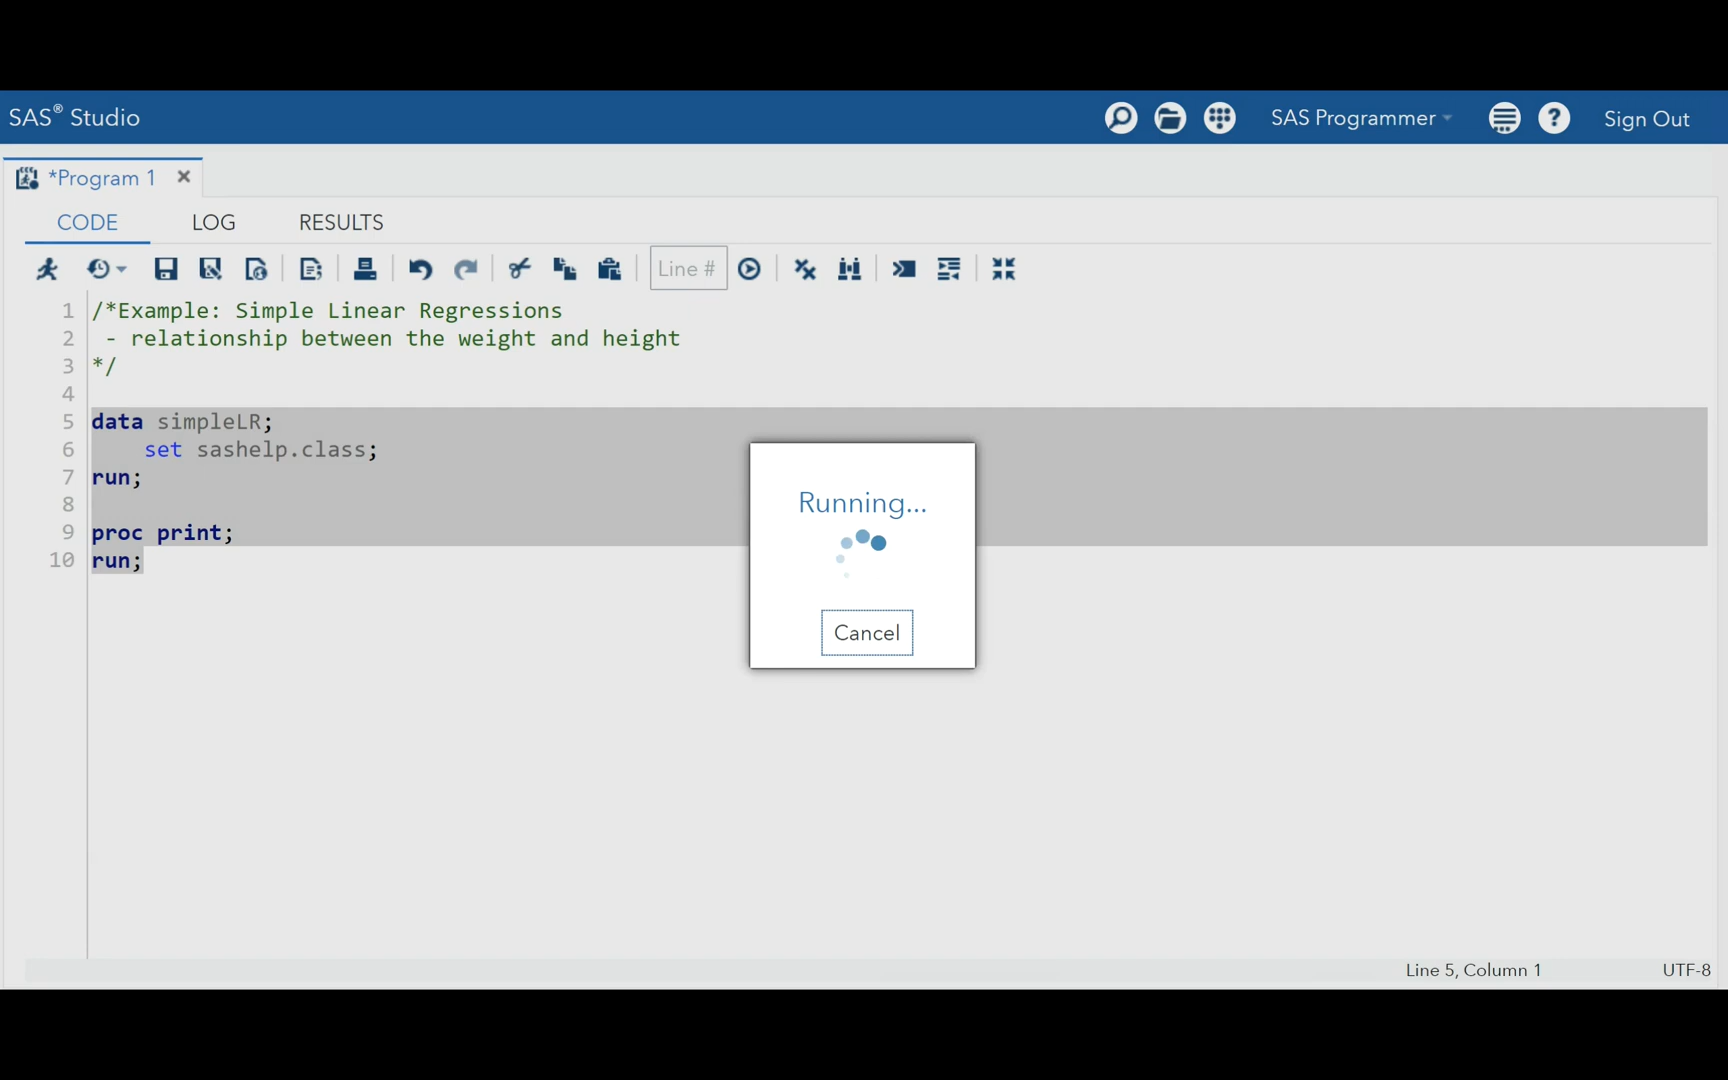 SAS® Studio
SAS Programmer
Sign Out
*Program 1
CODE LOG RESULTS
Line #
1 /*Example: Simple Linear Regressions
2 - relationship between the weight and height
3 */
4
5 data simpleLR;
6 set sashelp.class;
7 run;
8
9 proc print;
10 run;
Running...
Cancel
Line 5, Column 1
UTF-8